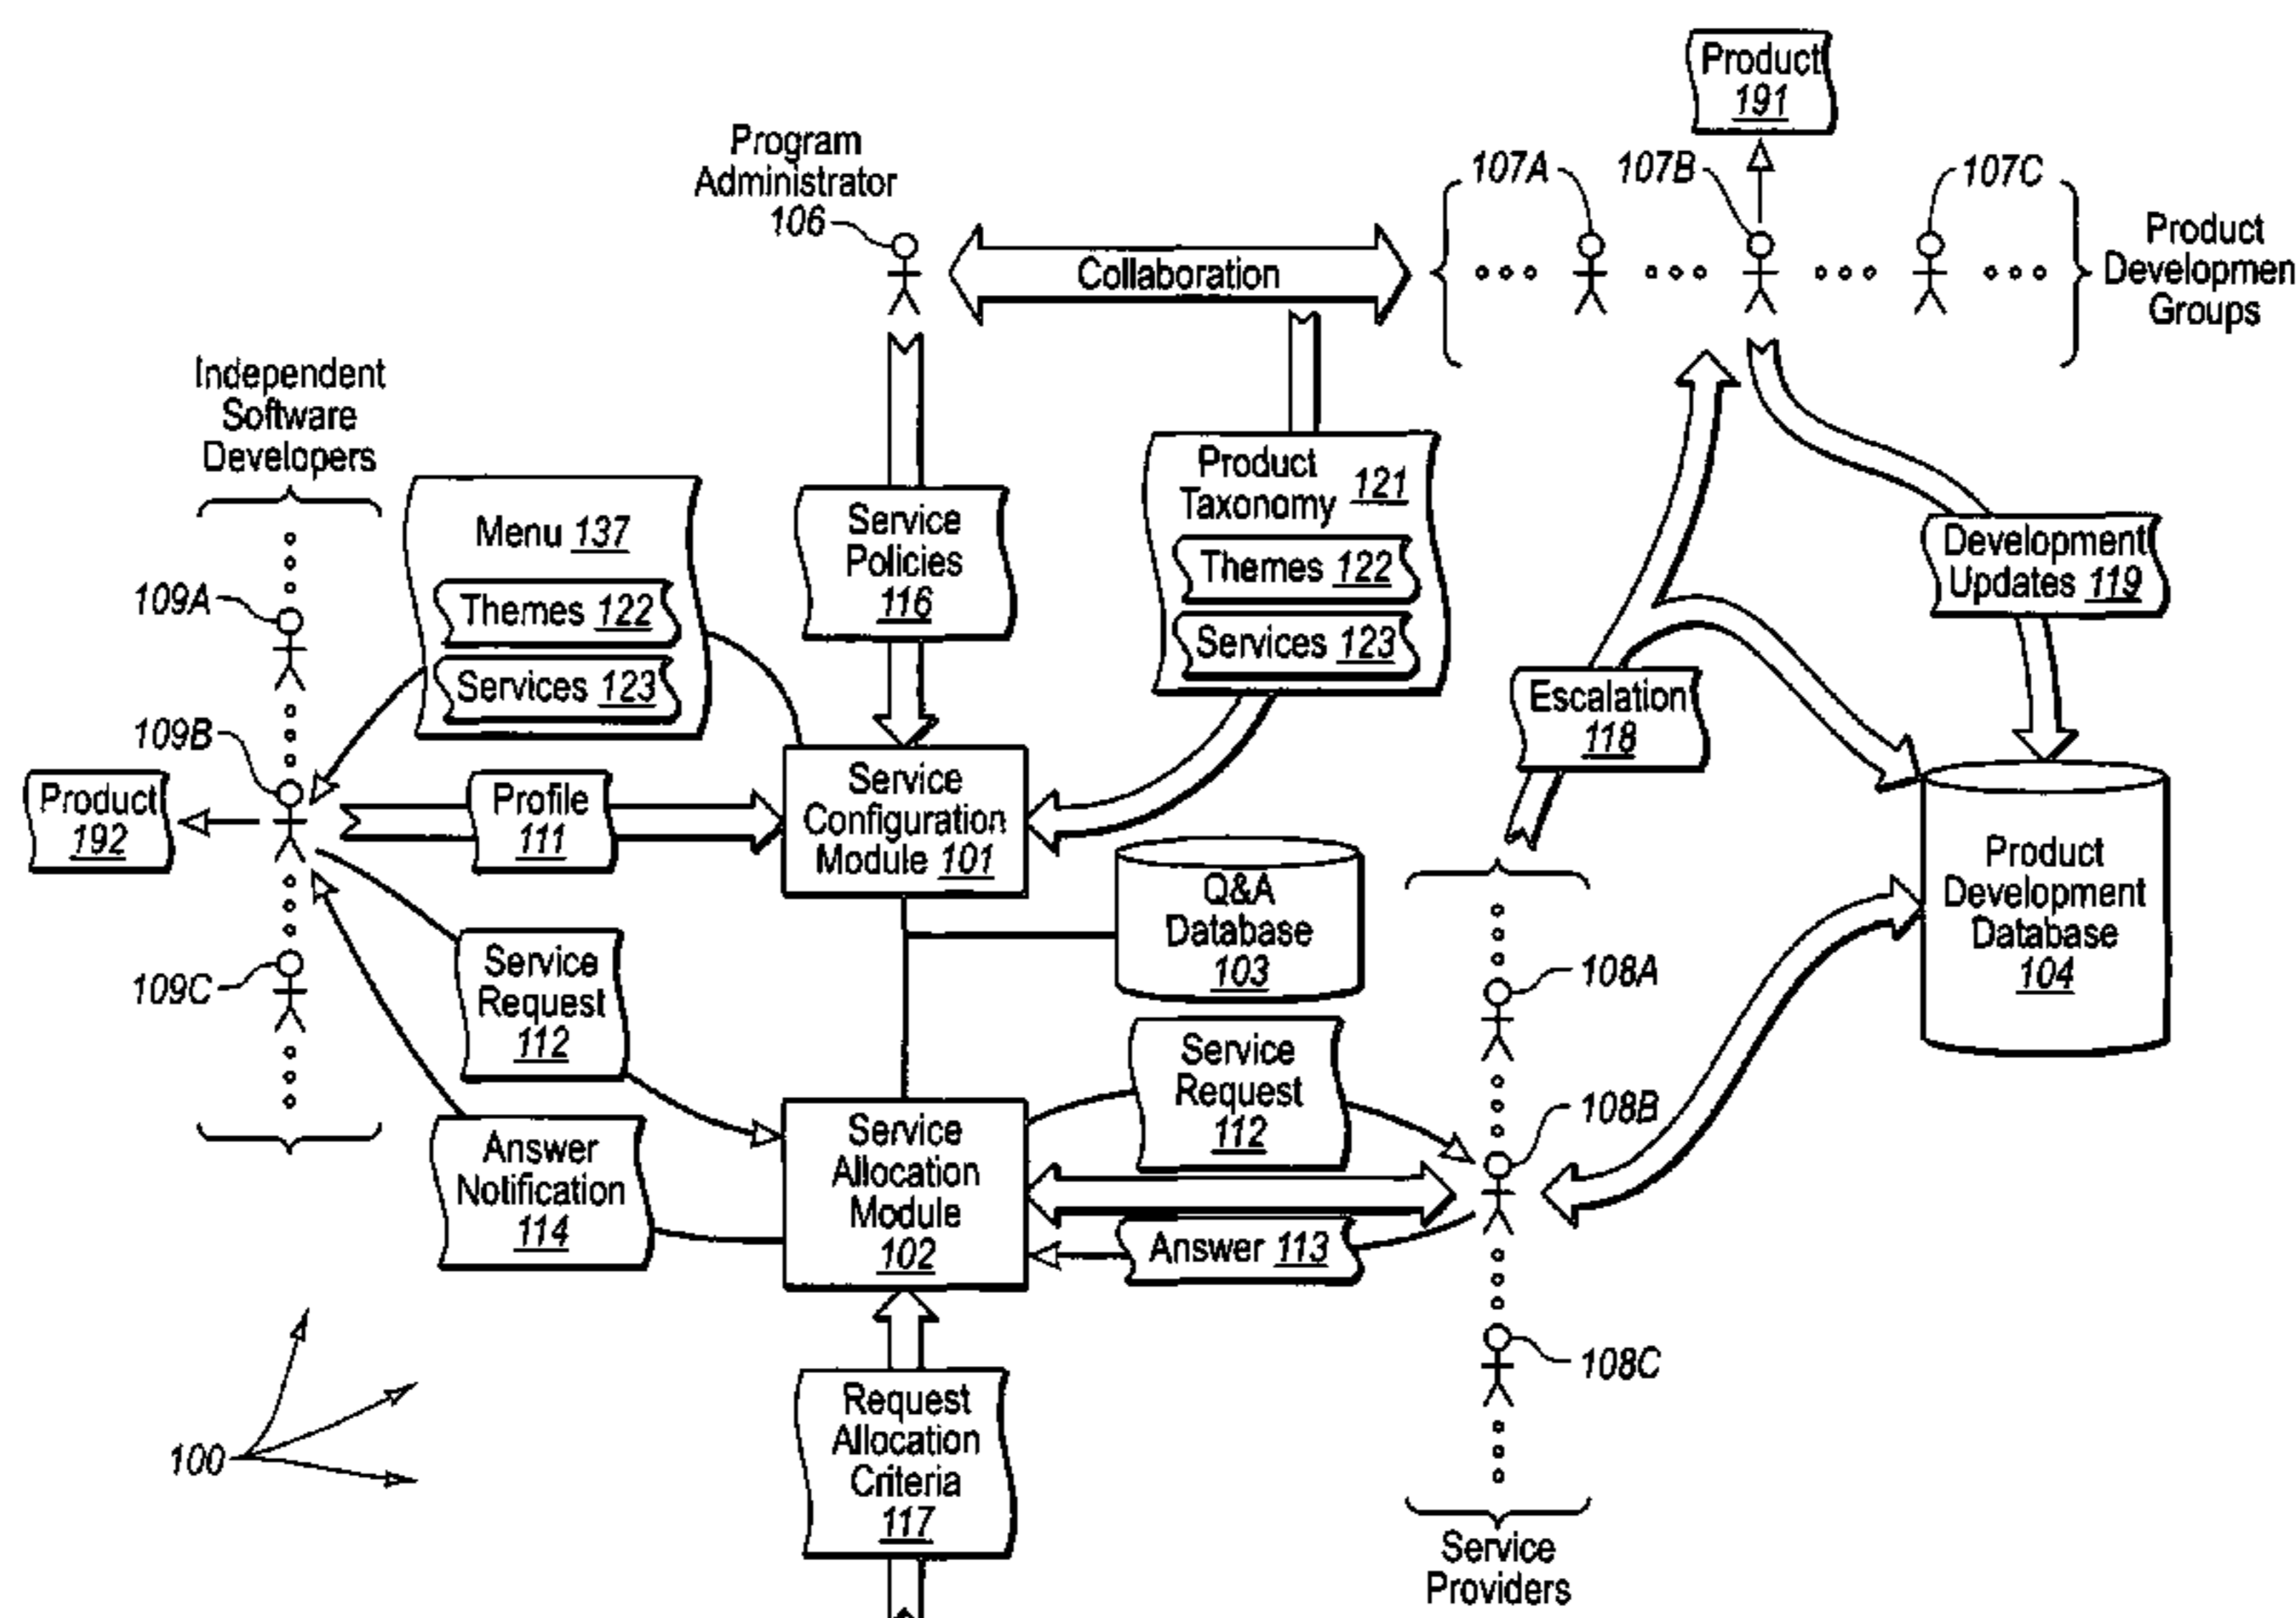 Product
191
Program
Administrator
106
107A
107B
107C
Collaboration
Product
Developmen
Groups
Independent
Software
Developers
Menu 137
Themes 122
Services 123
Service
Policies
116
Product
Taxonomy 121
Themes 122
Services 123
Development
Updates 119
Escalation
118
109A
109B
109C
Product
192
Profile
111
Service
Configuration
Module 101
Q&A
Database
103
Product
Development
Database
104
Service
Request
112
Answer
Notification
114
Service
Allocation
Module
102
Service
Request
112
Answer 113
108A
108B
108C
100
Request
Allocation
Criteria
117
Service
Providers